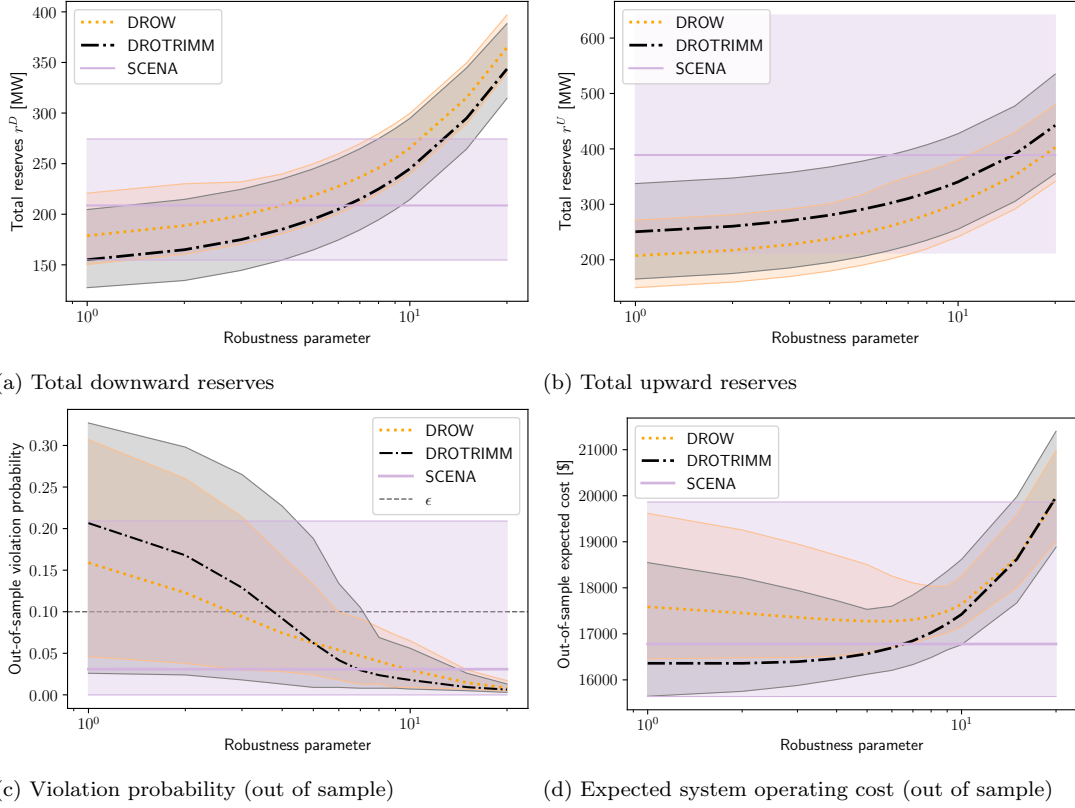 DROW
DROTRIMM
SCENA
400
350
300
250
200
150
Total reserves r^D [MW]
10^0
10^1
Robustness parameter
(a) Total downward reserves
DROW
DROTRIMM
SCENA
600
500
400
300
200
Total reserves r^U [MW]
10^0
10^1
Robustness parameter
(b) Total upward reserves
DROW
DROTRIMM
SCENA
ϵ
0.30
0.25
0.20
0.15
0.10
0.05
0.00
Out-of-sample violation probability
10^0
10^1
Robustness parameter
(c) Violation probability (out of sample)
DROW
DROTRIMM
SCENA
21000
20000
19000
18000
17000
16000
Out-of-sample expected cost [$]
10^0
10^1
Robustness parameter
(d) Expected system operating cost (out of sample)